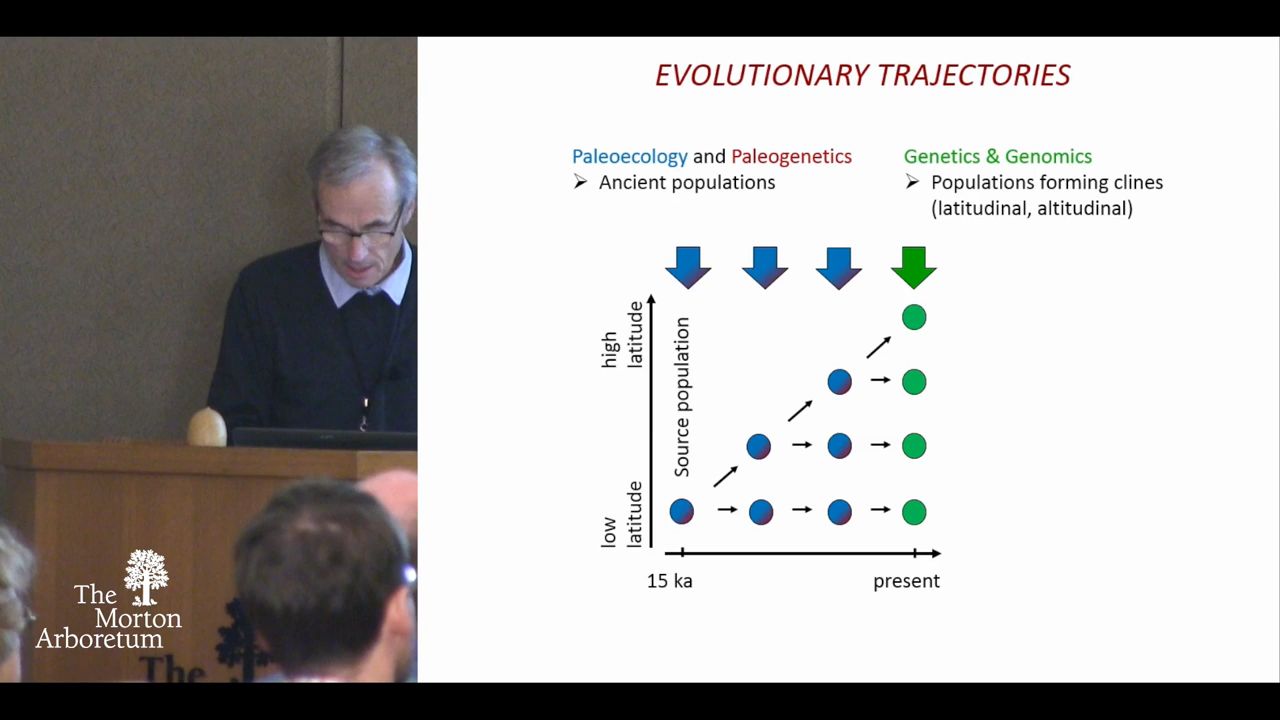 EVOLUTIONARY TRAJECTORIES
Paleoecology and Paleogenetics
➢ Ancient populations
Genetics & Genomics
➢ Populations forming clines
(latitudinal, altitudinal)
high
latitude
Source population
low
latitude
15 ka
present
The
Morton
Arboretum
The